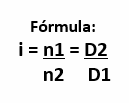 Fórmula:
i = n1 = D2
n2 D1